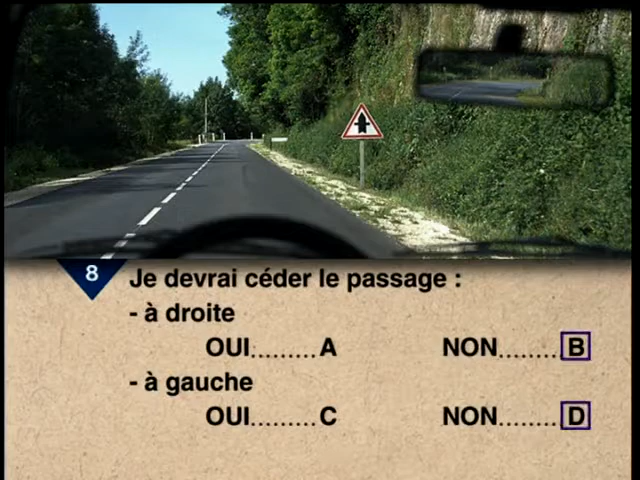 8 Je devrai céder le passage :
- à droite
OUI.........A NON........B
- à gauche
OUI.........C NON........D